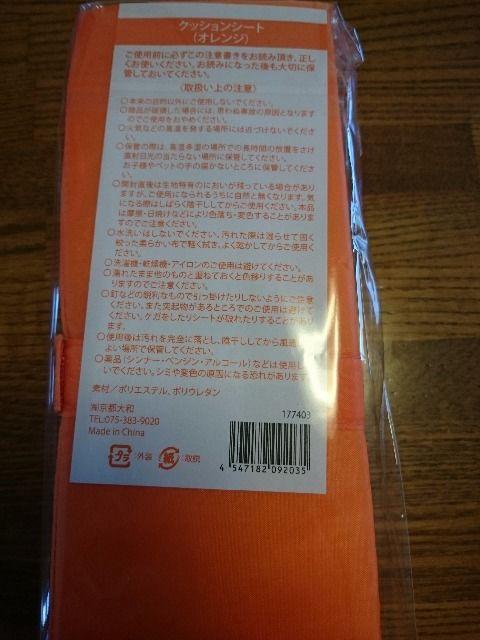 クッションシート
(オレンジ)
ご使用前に必ずこの注意書きをお読み頂き、正し
くお使いください。お読みになった後も大切に保
管しておいてください。
〈取扱い上の注意〉
○本来の目的以外にご使用しないでください。
○商品が破損した場合には、思わぬ事故の原因となります
のでご使用をおやめください。
○火気などの高温を発する場所には近づけないでださ
い。
○保管の際は、高温多湿の場所での長時間の放置をさけ
直射日光の当たらない場所に保管してください。
お子様やペットの手の届かないところに保管してくださ
い。
○開封直後は生地特有のにおいが残っている場合があり
ますが、ご使用になられるうちに自然と無くなります。気
になる際はしばらく陰干ししてからご使用ください。本品
は摩擦・日焼けなどにより色落ち・変色することがありま
すのでご注意ください。
○水洗いはしないでください。汚れた際は湿らせて固く
絞った柔らかい布で軽く拭き、よく乾かしてからご使用く
ださい。
○洗濯機・乾燥機・アイロンのご使用は避けてください。
○濡れたまま他のものと重ねておくと色移りすることがあ
りますのでご注意ください。
○釘などの鋭利なもので引っ掛けたりしないようにご注意
ください。また突起物があるところでのご使用は避けて
ください。ケガをしたりシートが破れたりすることが
○使用後は汚れを完全に落とし、陰干ししてから風通し
よい場所で保管してください。
○薬品(シンナー・ベンジン・アルコール)などは使用し
いでください。シミや変色の原因になる恐れがあります
素材/ポリエステル、ポリウレタン
㈲京都大和
TEL:075-383-9020
Made in China
177403
プラ :外装 紙 :取説
4 547182 092035